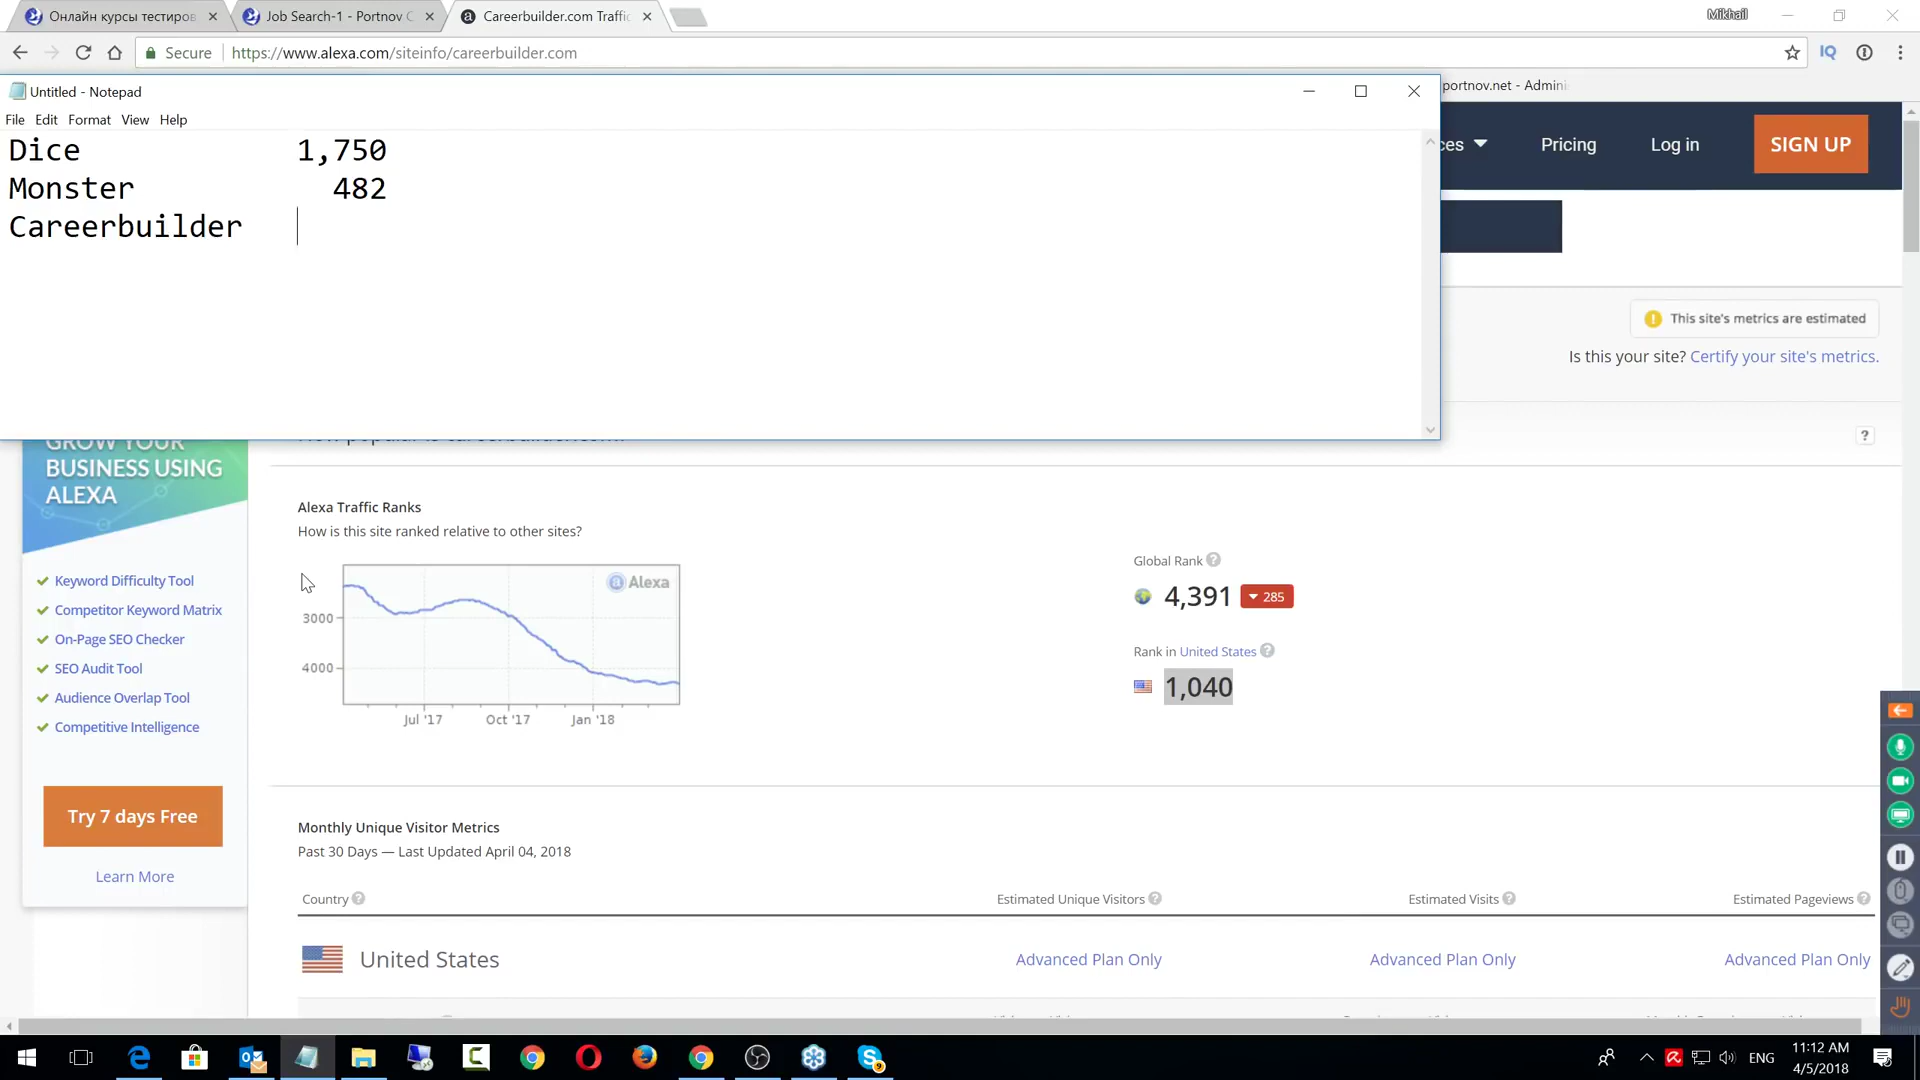 Онлайн курсы тестиров
Job Search-1 - Portnov C
Careerbuilder.com Traffic
Mikhail
Secure
https://www.alexa.com/siteinfo/careerbuilder.com
IQ
Untitled - Notepad
portnov.net - Admini
File Edit Format View Help
Dice 1,750
Monster 482
Careerbuilder
ces
Pricing
Log in
SIGN UP
This site's metrics are estimated
Is this your site? Certify your site's metrics.
GROW YOUR
BUSINESS USING
ALEXA
Keyword Difficulty Tool
Competitor Keyword Matrix
On-Page SEO Checker
SEO Audit Tool
Audience Overlap Tool
Competitive Intelligence
Try 7 days Free
Learn More
?
Alexa Traffic Ranks
How is this site ranked relative to other sites?
Alexa
3000
4000
Jul '17 Oct '17 Jan '18
Global Rank ?
4,391 285
Rank in United States ?
1,040
Monthly Unique Visitor Metrics
Past 30 Days — Last Updated April 04, 2018
Country ? Estimated Unique Visitors ? Estimated Visits ? Estimated Pageviews ?
United States Advanced Plan Only Advanced Plan Only Advanced Plan Only
ENG
11:12 AM
4/5/2018